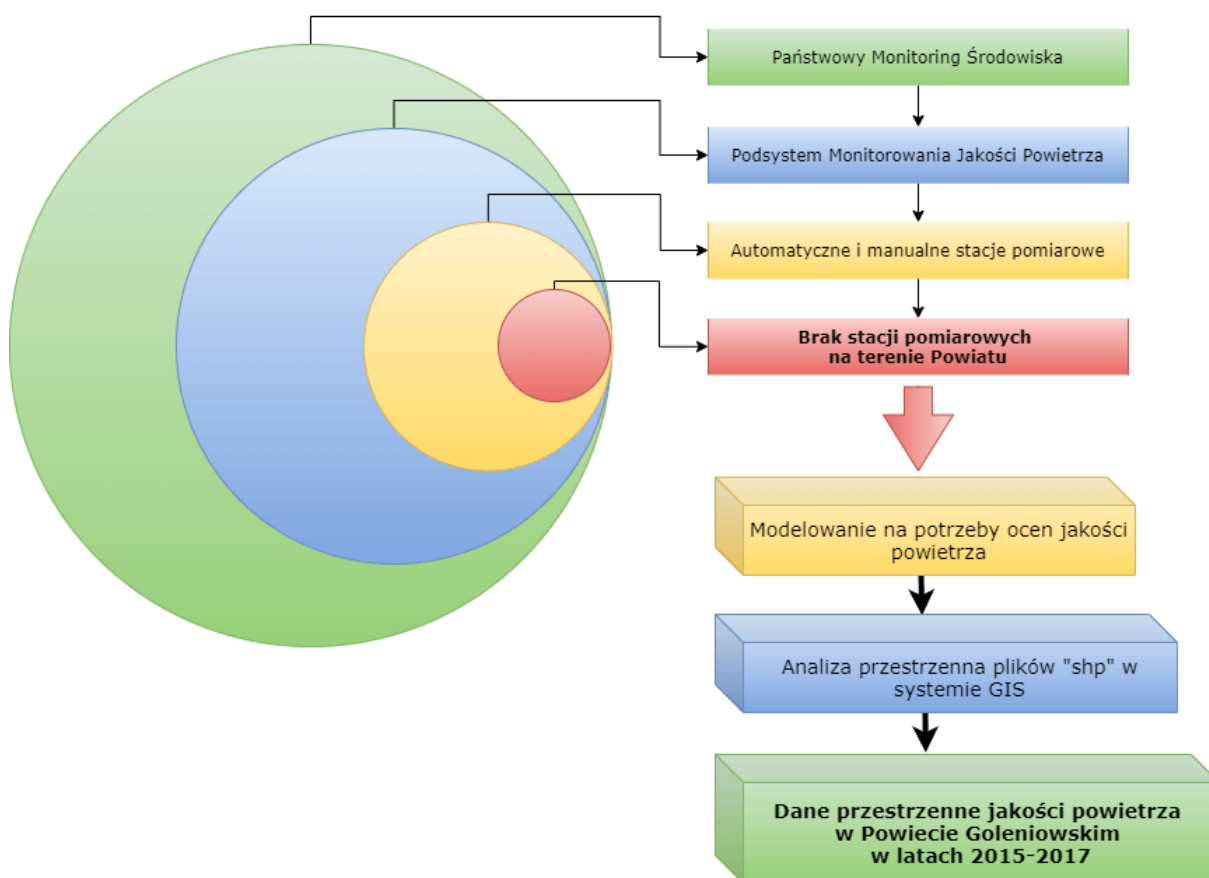 Państwowy Monitoring Środowiska
Podsystem Monitorowania Jakości Powietrza
Automatyczne i manualne stacje pomiarowe
Brak stacji pomiarowych
na terenie Powiatu
Modelowanie na potrzeby ocen jakości
powietrza
Analiza przestrzenna plików "shp" w
systemie GIS
Dane przestrzenne jakości powietrza
w Powiecie Goleniowskim
w latach 2015-2017